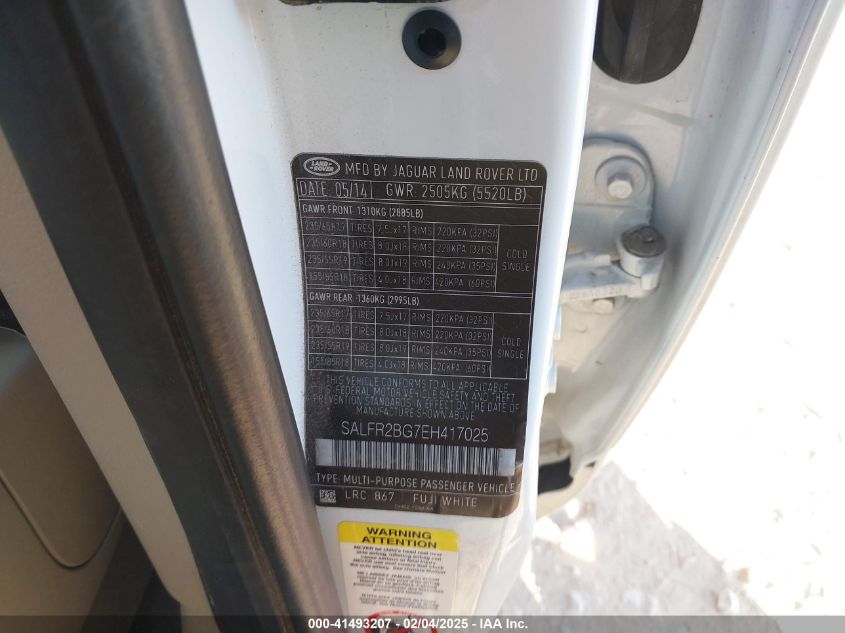 LAND ROVER
MFD BY JAGUAR LAND ROVER LTD
DATE: 05/14 GWR: 2505KG (5520LB)
GAWR FRONT 1310KG (2885LB)
235/65R17 TIRES 7.5Jx17 RIMS 220KPA (32PSI)
235/60R18 TIRES 8.0Jx18 RIMS 220KPA (32PSI)
235/55R19 TIRES 8.0Jx19 RIMS 240KPA (35PSI)
155/85R18 TIRES 4.0Jx18 RIMS 420KPA (60PSI)
COLD SINGLE
GAWR REAR 1360KG (2995LB)
235/65R17 TIRES 7.5Jx17 RIMS 220KPA (32PSI)
235/60R18 TIRES 8.0Jx18 RIMS 220KPA (32PSI)
235/55R19 TIRES 8.0Jx19 RIMS 240KPA (35PSI)
155/85R18 TIRES 4.0Jx18 RIMS 420KPA (60PSI)
COLD SINGLE
THIS VEHICLE CONFORMS TO ALL APPLICABLE
U.S. FEDERAL MOTOR VEHICLE SAFETY AND THEFT
PREVENTION STANDARDS IN EFFECT ON THE DATE OF
MANUFACTURE SHOWN ABOVE
SALFR2BG7EH417025
TYPE: MULTI-PURPOSE PASSENGER VEHICLE
LRC 867 FUJI WHITE
WARNING
ATTENTION
000-41493207 - 02/04/2025 - IAA Inc.